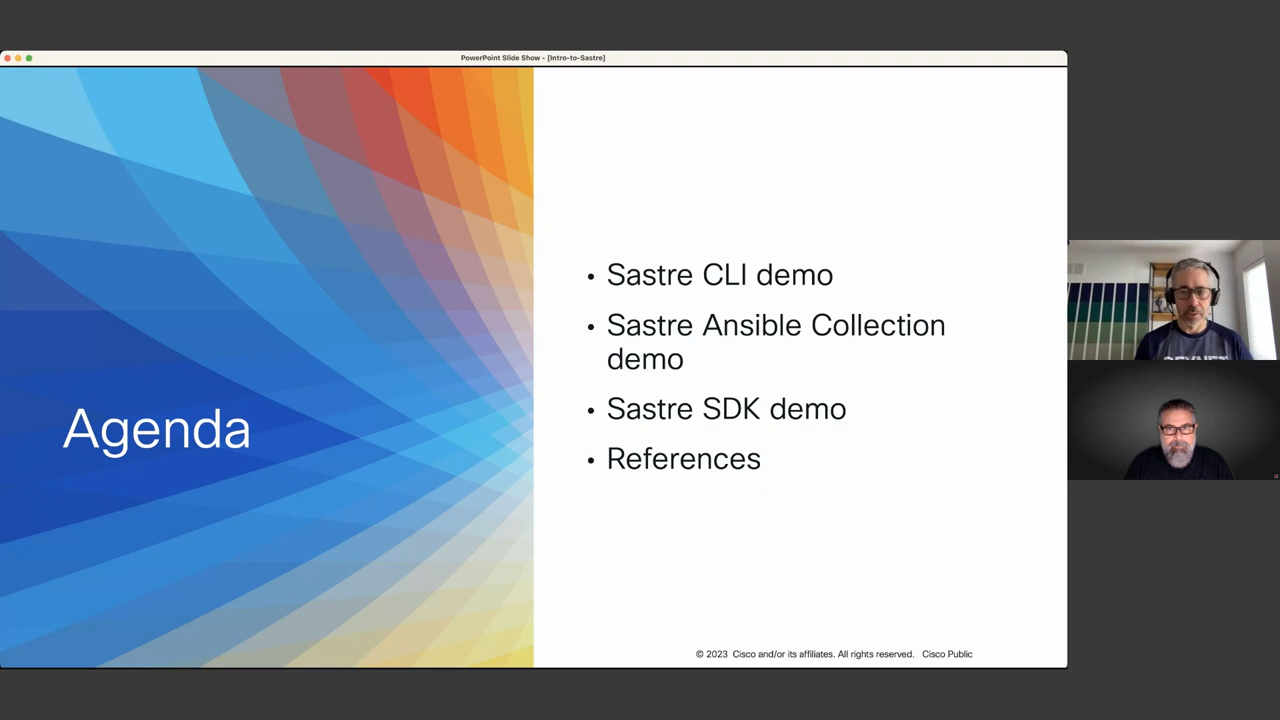 PowerPoint Slide Show - [Intro-to-Sastre]
Agenda
• Sastre CLI demo
• Sastre Ansible Collection
demo
• Sastre SDK demo
• References
© 2023 Cisco and/or its affiliates. All rights reserved. Cisco Public